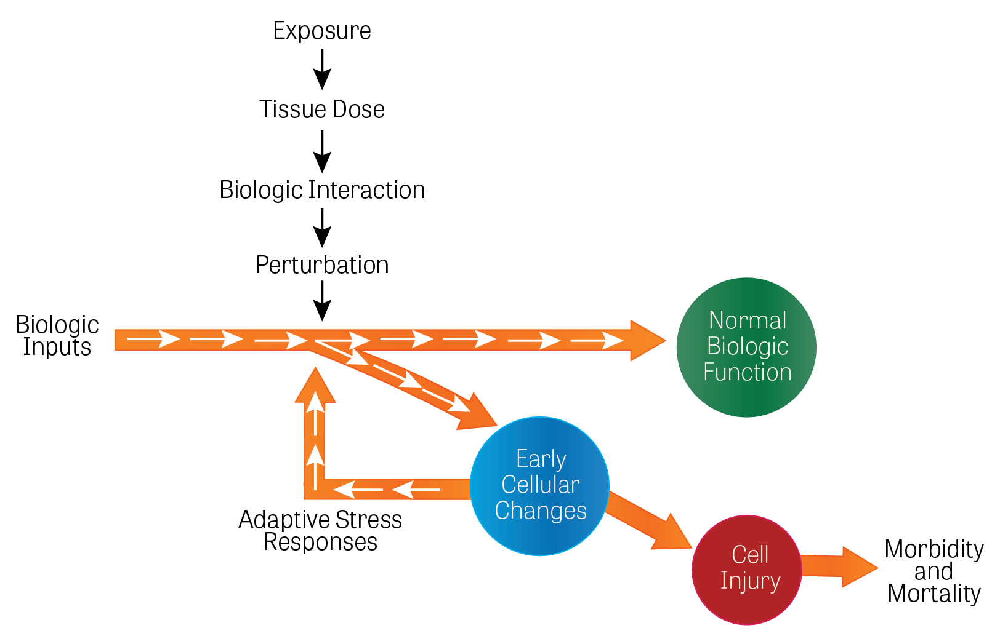 Exposure
Tissue Dose
Biologic Interaction
Perturbation
Biologic
Inputs
Normal
Biologic
Function
Early
Cellular
Changes
Adaptive Stress
Responses
Cell
Injury
Morbidity
and
Mortality